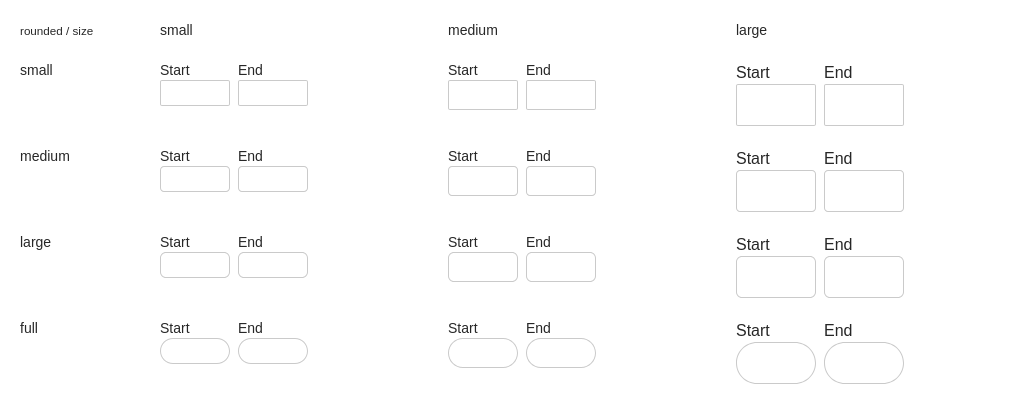 rounded / size small medium large
small Start End Start End Start End
medium Start End Start End Start End
large Start End Start End Start End
full Start End Start End Start End